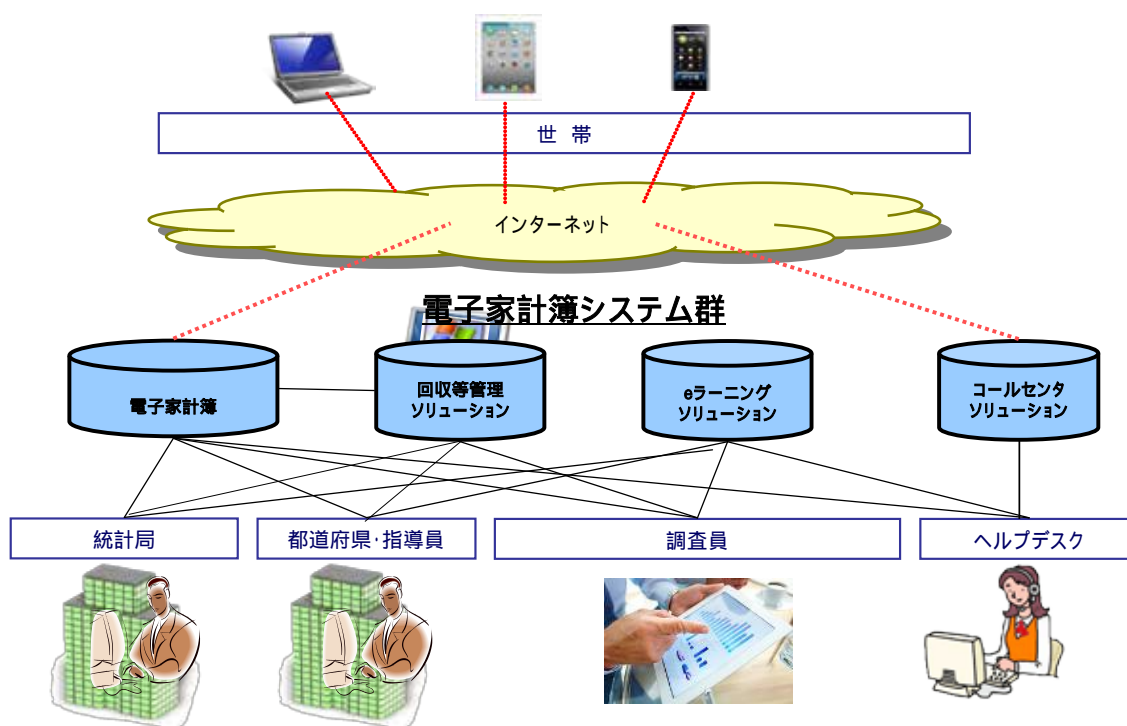 世 帯
インターネット
電子家計簿システム群
電子家計簿
回収等管理
ソリューション
eラーニング
ソリューション
コールセンタ
ソリューション
統計局
都道府県・指導員
調査員
ヘルプデスク